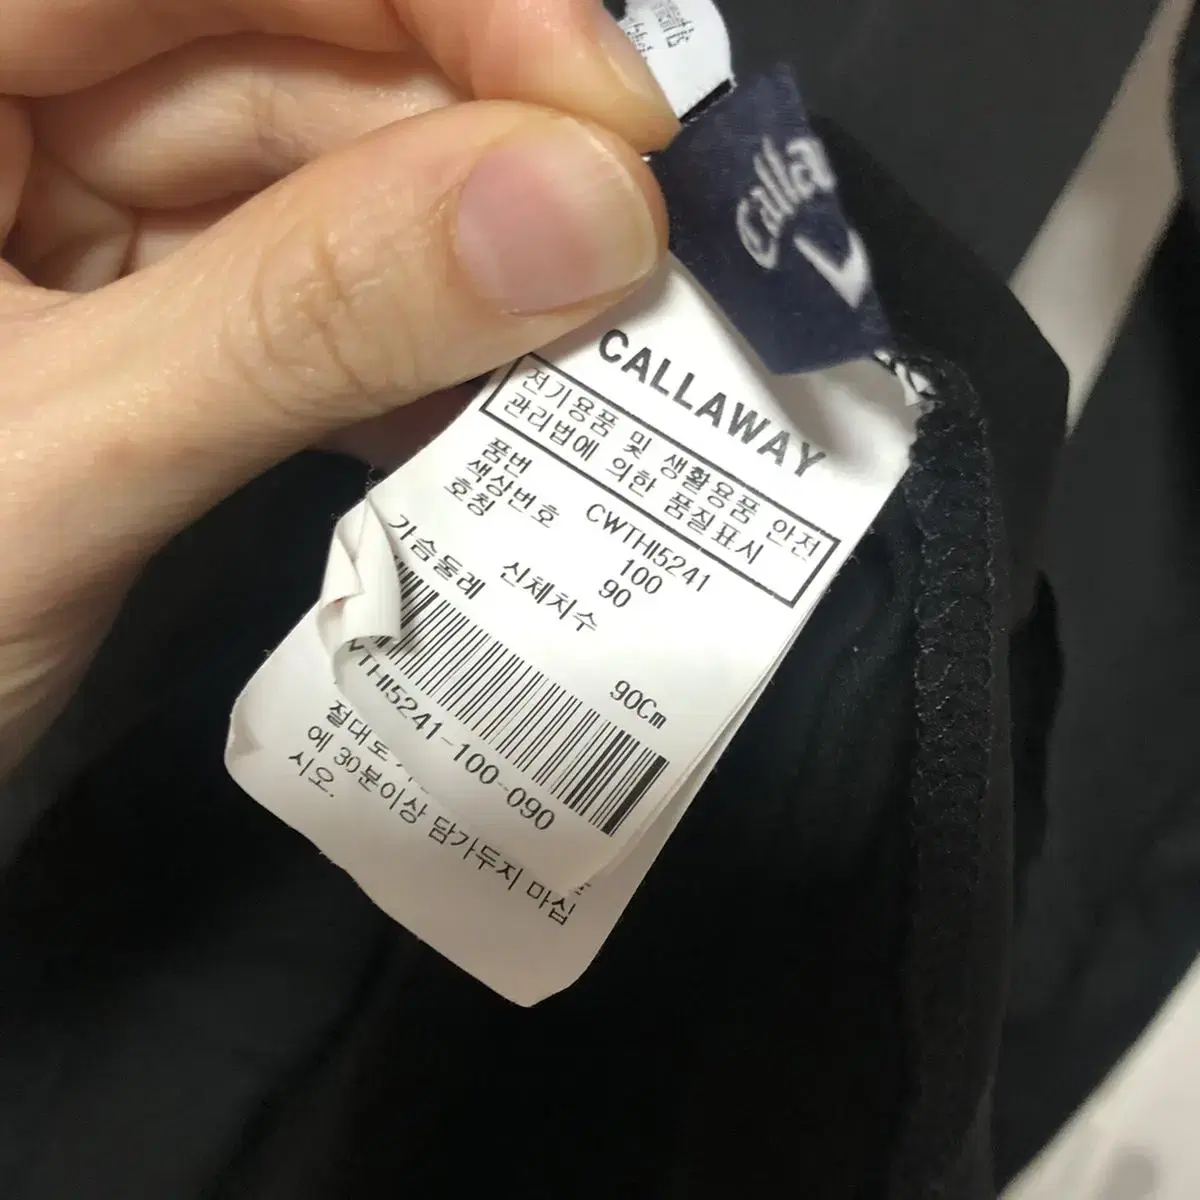 Calla
CALLAWAY
전기용품 및 생활용품 안전
관리법에 의한 품질표시
품번 CWTHI5241
색상번호 100
호칭 90
신체치수
가슴둘레 90Cm
WTHI5241-100-090
절대로
에 30분이상 담가두지 마십
시오.